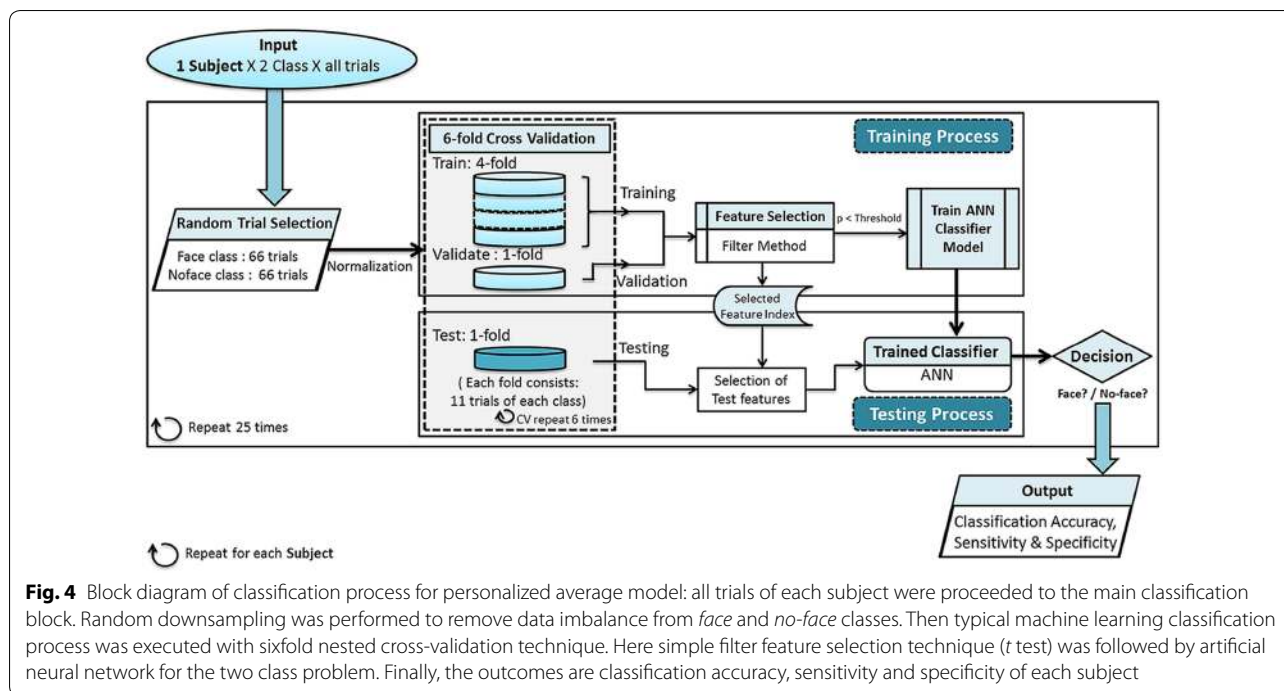 Input
1 Subject X 2 Class X all trials
6-fold Cross Validation
Training Process
Train: 4-fold
Training
Random Trial Selection
Face class : 66 trials
Noface class : 66 trials
Normalization
Feature Selection
Filter Method
p < Threshold
Train ANN
Classifier
Model
Validate : 1-fold
Validation
Selected
Feature Index
Test: 1-fold
Testing
( Each fold consists:
11 trials of each class)
CV repeat 6 times
Selection of
Test features
Trained Classifier
ANN
Decision
Face? / No-face?
Testing Process
Repeat 25 times
Output
Classification Accuracy,
Sensitivity & Specificity
Repeat for each Subject
Fig. 4 Block diagram of classification process for personalized average model: all trials of each subject were proceeded to the main classification
block. Random downsampling was performed to remove data imbalance from face and no-face classes. Then typical machine learning classification
process was executed with sixfold nested cross-validation technique. Here simple filter feature selection technique (t test) was followed by artificial
neural network for the two class problem. Finally, the outcomes are classification accuracy, sensitivity and specificity of each subject